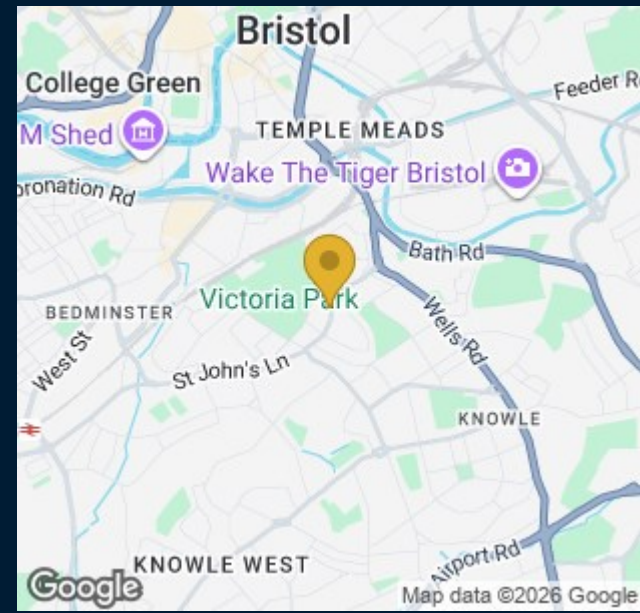 Bristol
College Green
Feeder R
M Shed
TEMPLE MEADS
Wake The Tiger Bristol
oronation Rd
Bath Rd
Victoria Park
BEDMINSTER
Wells Rd
West St
St John's Ln
KNOWLE
KNOWLE WEST
Airport Rd
Google
Map data ©2026 Google